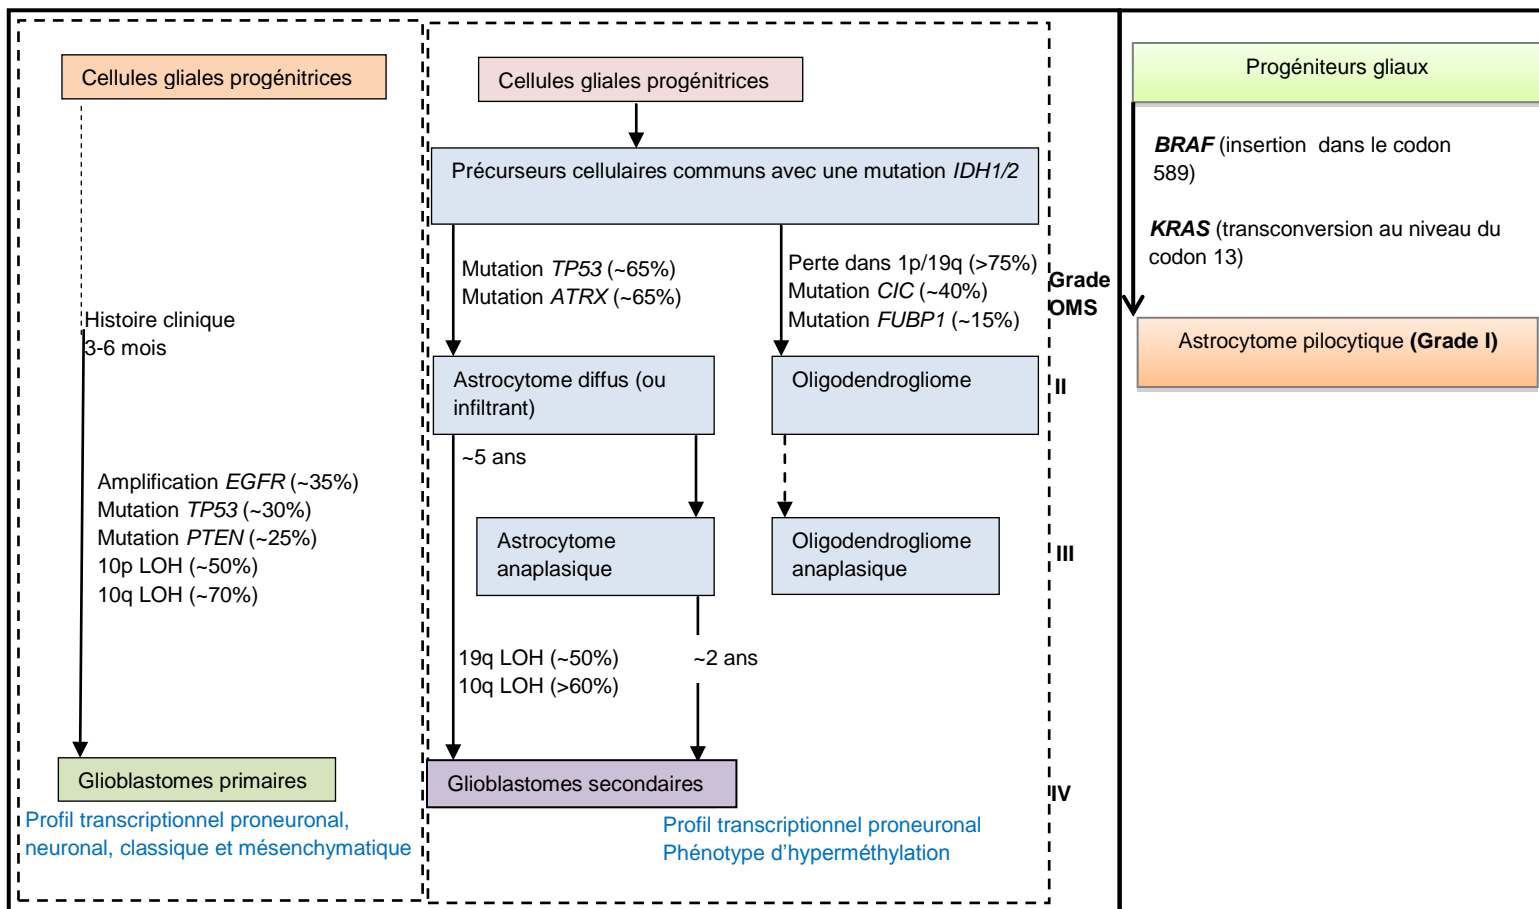 Cellules gliales progénitrices
Histoire clinique
3-6 mois
Amplification EGFR (~35%)
Mutation TP53 (~30%)
Mutation PTEN (~25%)
10p LOH (~50%)
10q LOH (~70%)
Glioblastomes primaires
Profil transcriptionnel proneuronal,
neuronal, classique et mésenchymatique
Cellules gliales progénitrices
Précurseurs cellulaires communs avec une mutation IDH1/2
Mutation TP53 (~65%)
Mutation ATRX (~65%)
Perte dans 1p/19q (>75%)
Mutation CIC (~40%)
Mutation FUBP1 (~15%)
Grade
OMS
Astrocytome diffus (ou
infiltrant)
Oligodendrogliome
II
~5 ans
Astrocytome
anaplasique
Oligodendrogliome
anaplasique
III
19q LOH (~50%)
10q LOH (>60%)
~2 ans
Glioblastomes secondaires
IV
Profil transcriptionnel proneuronal
Phénotype d’hyperméthylation
Progéniteurs gliaux
BRAF (insertion dans le codon
589)
KRAS (transconversion au niveau du
codon 13)
Astrocytome pilocytique (Grade I)